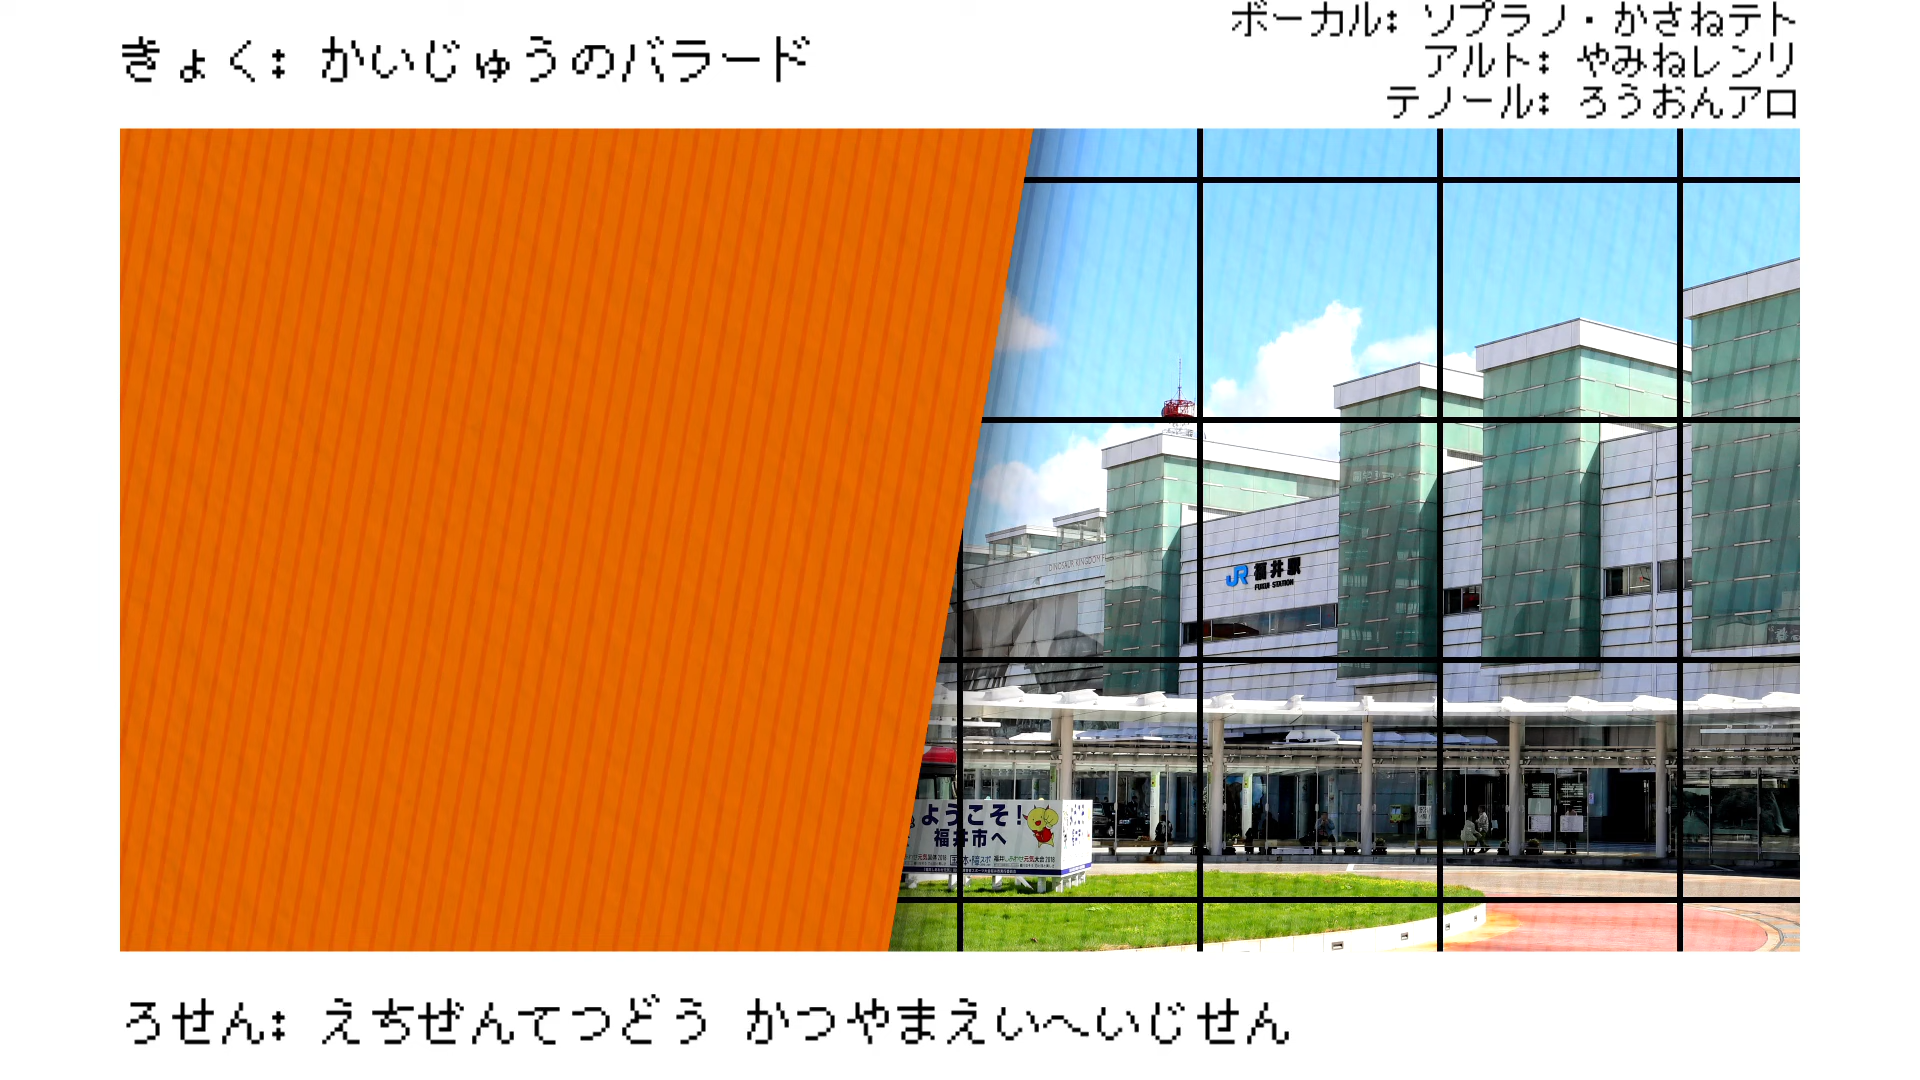 きょく: かいじゅうのバラード
ボーカル: ソプラノ・かさねテト
アルト: やみねレンリ
テノール: ろうおんアロ
DINOSAUR KINGDOM
JR 福井駅
FUKUI STATION
ようこそ!
福井市へ
ろせん: えちぜんてつどう かつやまえいへいじせん